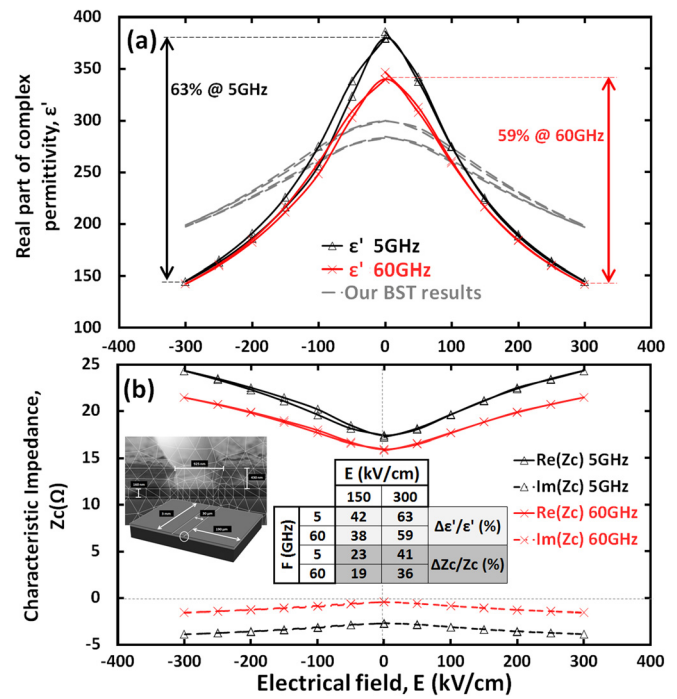 400
350
300
250
200
150
100
Real part of complex
permittivity, ε'
(a)
63% @ 5GHz
59% @ 60GHz
ε' 5GHz
ε' 60GHz
Our BST results
-400 -300 -200 -100 0 100 200 300 400
25
20
15
10
5
0
-5
Characteristic Impedance,
Zc(Ω)
(b)
E (kV/cm)
150 300
F (GHz)
5 42 63
60 38 59
Δε'/ε' (%)
5 23 41
60 19 36
ΔZc/Zc (%)
Re(Zc) 5GHz
Im(Zc) 5GHz
Re(Zc) 60GHz
Im(Zc) 60GHz
-400 -300 -200 -100 0 100 200 300 400
Electrical field, E (kV/cm)